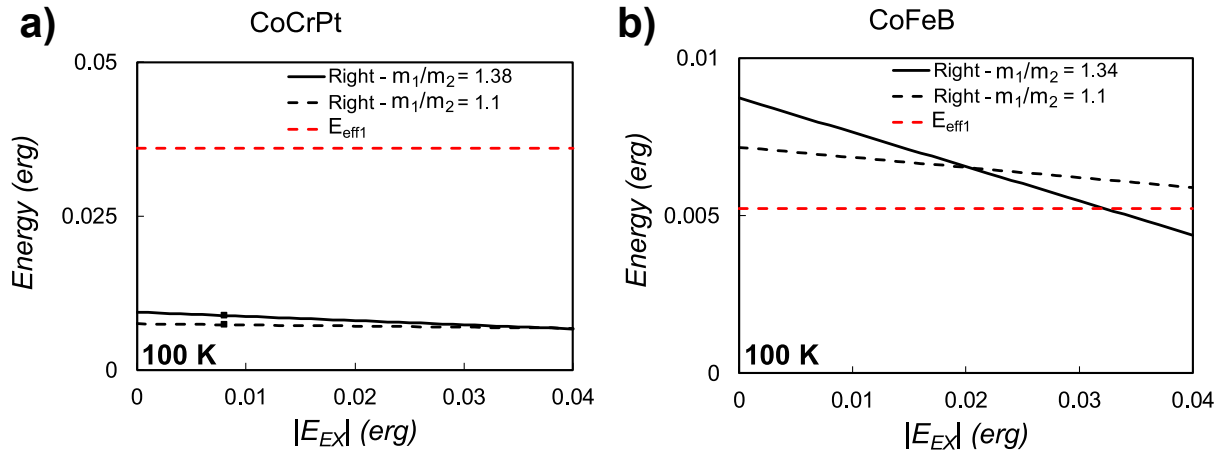 a)
CoCrPt
Energy (erg)
0.05
0.025
0
Right - m1/m2 = 1.38
Right - m1/m2 = 1.1
Eeff1
100 K
0
0.01
0.02
0.03
0.04
|EEX| (erg)
b)
CoFeB
Energy (erg)
0.01
0.005
0
Right - m1/m2 = 1.34
Right - m1/m2 = 1.1
Eeff1
100 K
0
0.01
0.02
0.03
0.04
|EEX| (erg)